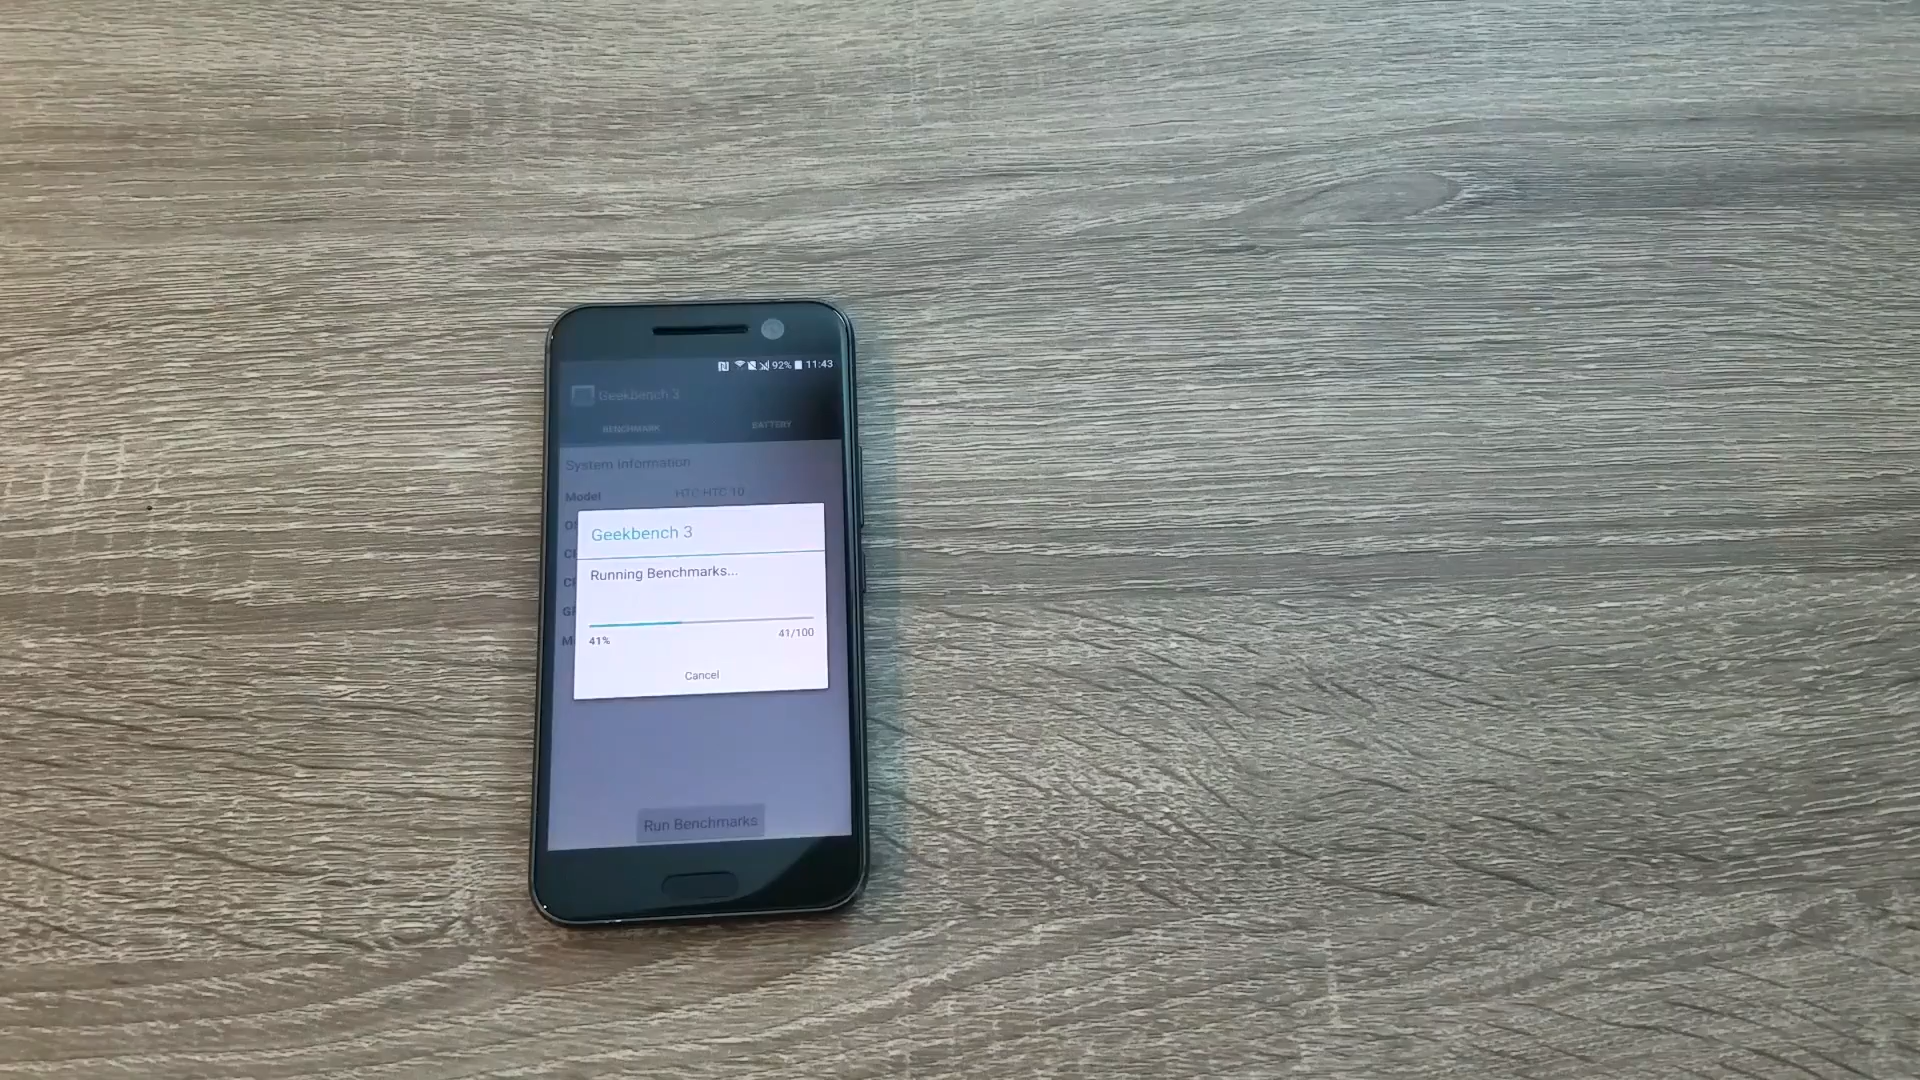 92% 11:43
Geekbench 3
BENCHMARK BATTERY
System Information
Model HTC HTC 10
Geekbench 3
Running Benchmarks...
41% 41/100
Cancel
Run Benchmarks